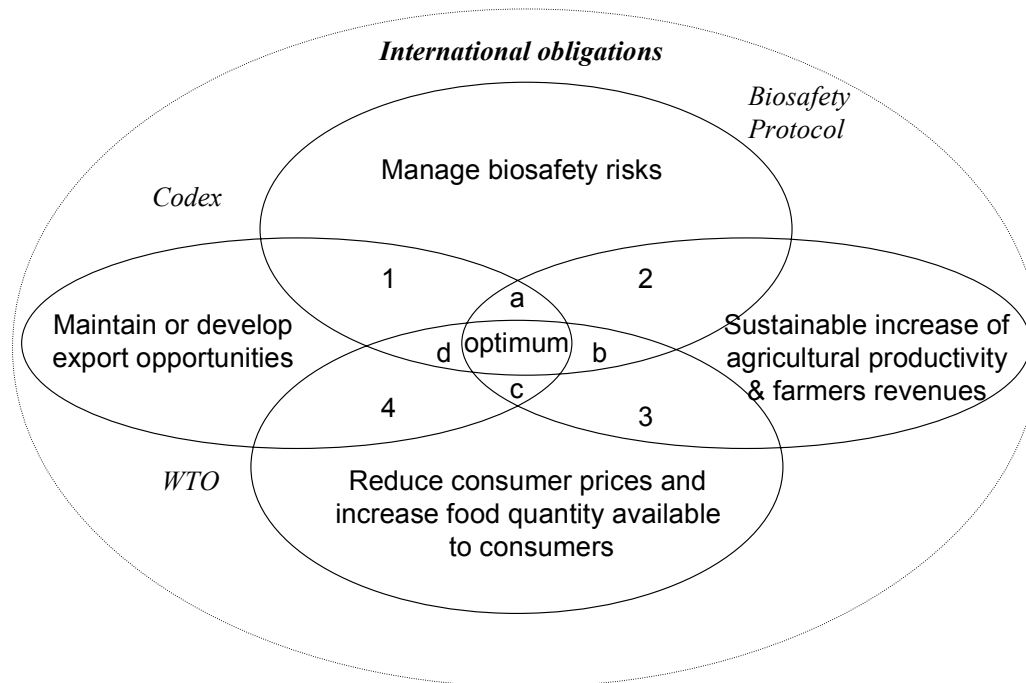 International obligations
Biosafety
Protocol
Manage biosafety risks
Codex
1
2
a
Maintain or develop
export opportunities
Sustainable increase of
agricultural productivity
& farmers revenues
d
optimum
b
c
4
3
WTO
Reduce consumer prices and
increase food quantity available
to consumers